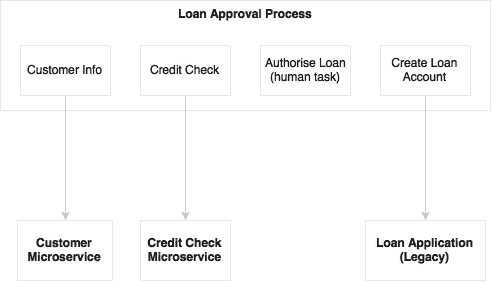 Loan Approval Process
Customer Info
Credit Check
Authorise Loan
(human task)
Create Loan
Account
Customer
Microservice
Credit Check
Microservice
Loan Application
(Legacy)